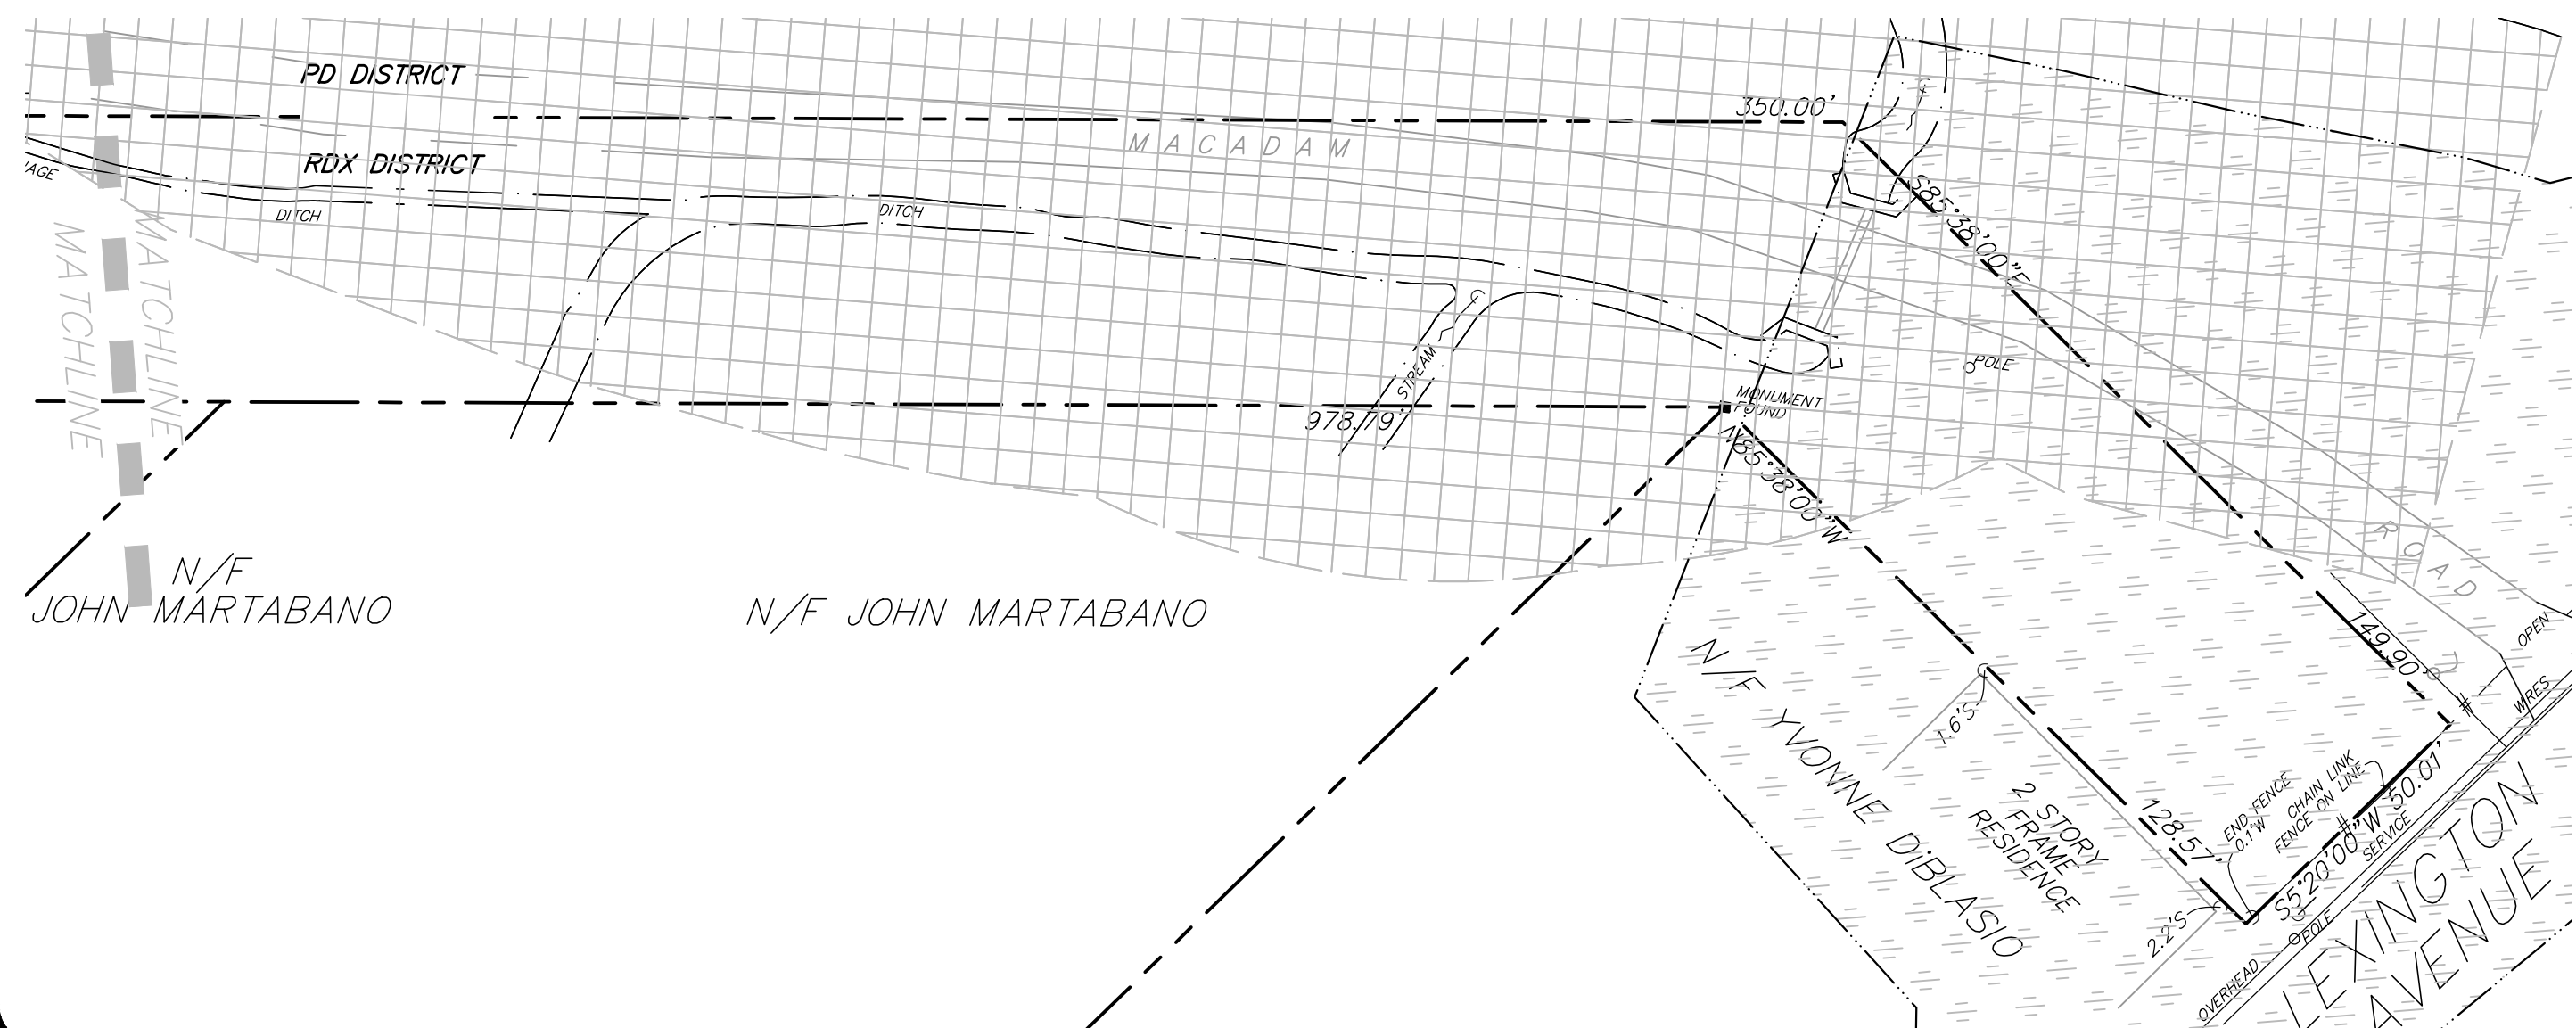 PD DISTRICT
350.00'
MACADAM
RDX DISTRICT
DITCH
DITCH
S85°38'00"E
MATCHLINE
MATCHLINE
STREAM
POLE
MONUMENT
FOUND
978.79'
N85°38'00"W
ROAD
N/F
JOHN MARTABANO
N/F JOHN MARTABANO
149.90'
OPEN
WIRES
N/F YVONNE DiBLASIO
1.6'S
2 STORY
FRAME
RESIDENCE
128.57'
END FENCE
0.1'W
CHAIN LINK
FENCE ON LINE
S5°20'00"W 50.01'
SERVICE
2.2'S
POLE
OVERHEAD
LEXINGTON
AVENUE